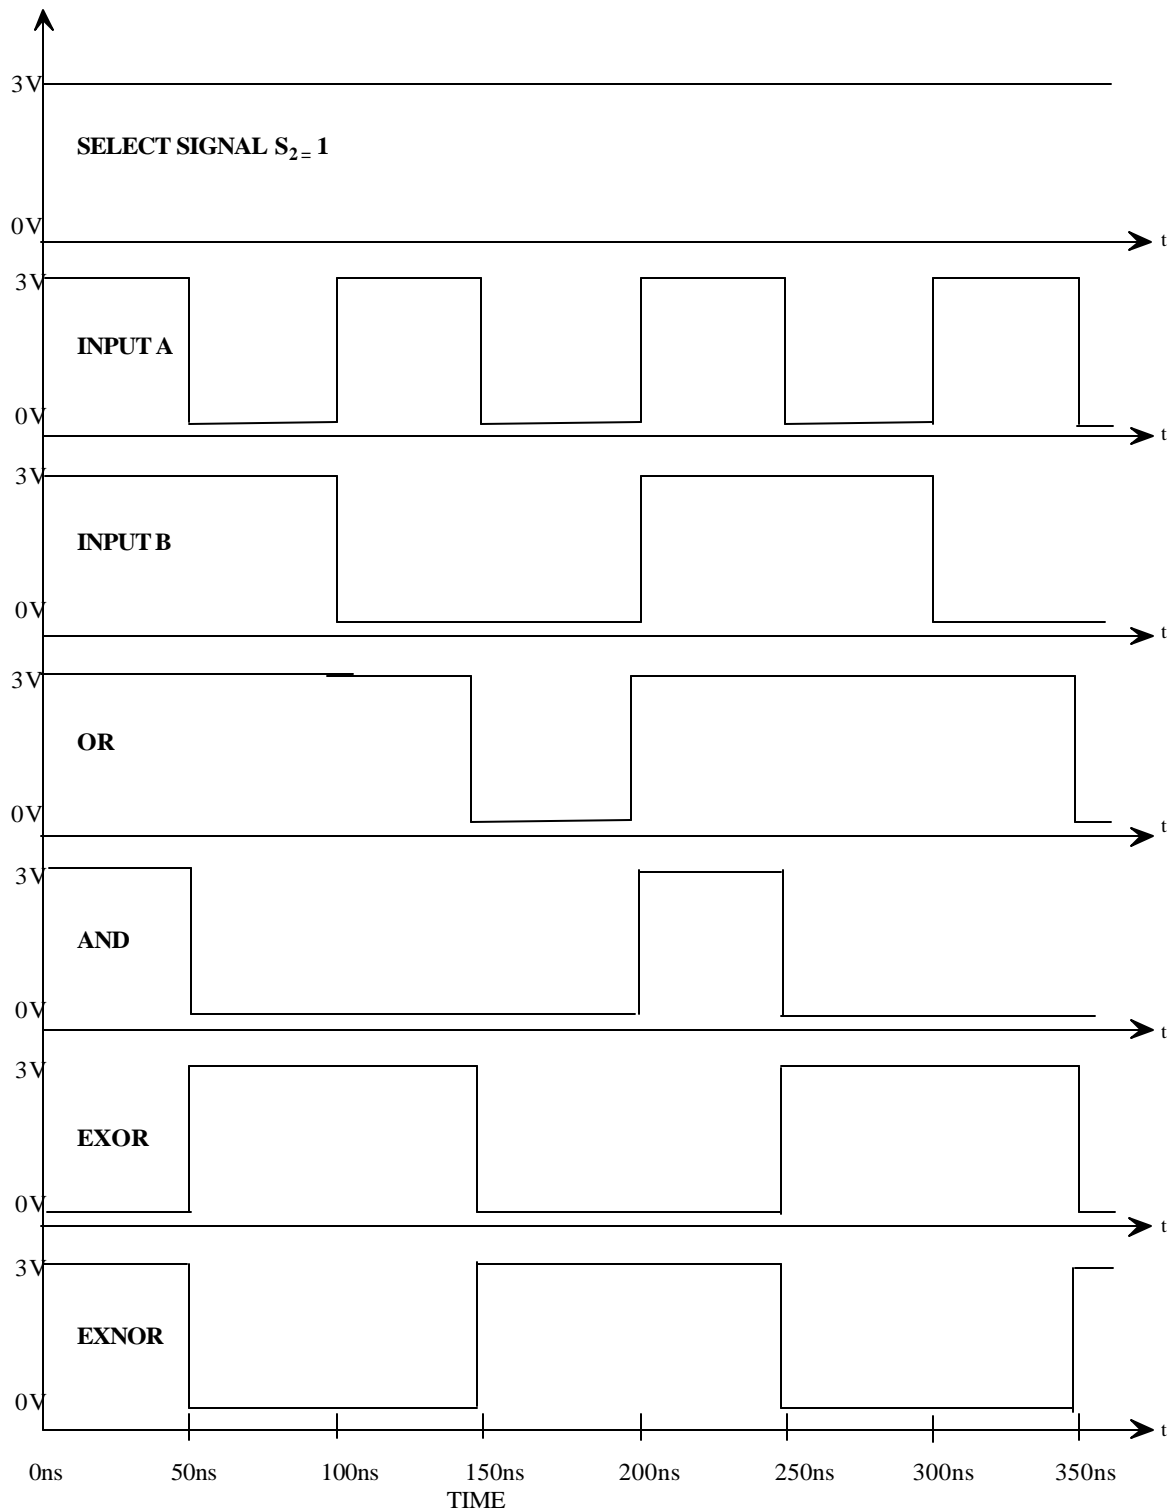 3V
SELECT SIGNAL S2 = 1
0V
t
3V
INPUT A
0V
t
3V
INPUT B
0V
t
3V
OR
0V
t
3V
AND
0V
t
3V
EXOR
0V
t
3V
EXNOR
0V
t
0ns 50ns 100ns 150ns 200ns 250ns 300ns 350ns
TIME